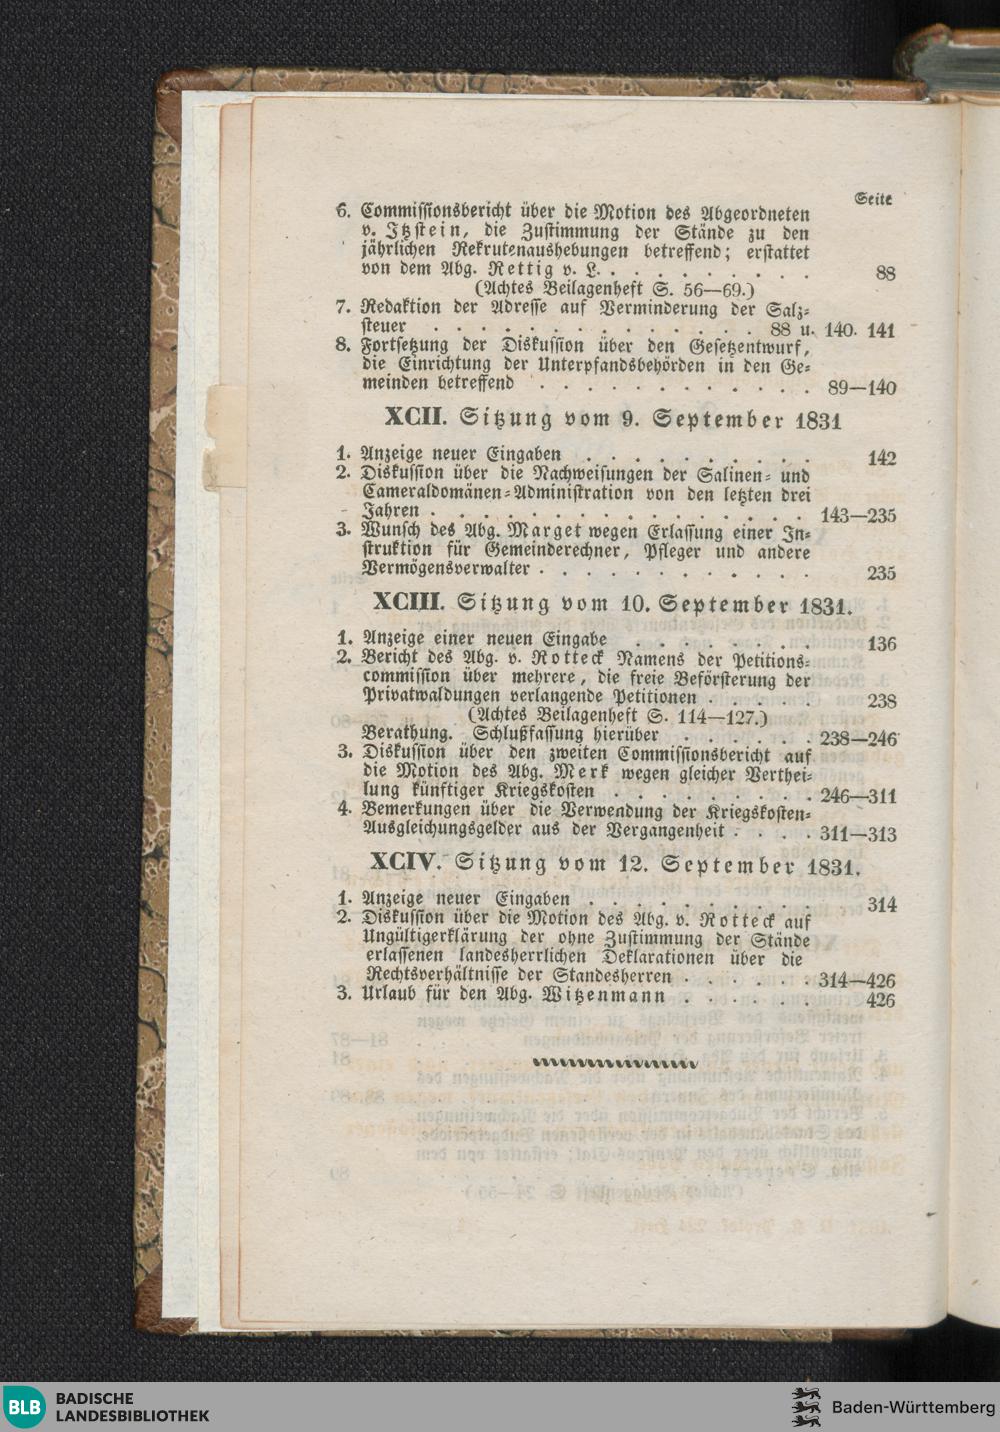 Seite
6. Commissionsbericht über die Motion des Abgeordneten
v. Itzstein, die Zustimmung der Stände zu den
jährlichen Rekrutenaushebungen betreffend; erstattet
von dem Abg. Rettig v. L. . . . . . . . . . 88
(Achtes Beilagenheft S. 56—69.)
7. Redaktion der Adresse auf Verminderung der Salz-
steuer . . . . . . . . . . . . . . 88 u. 140. 141
8. Fortsetzung der Diskussion über den Gesetzentwurf,
die Einrichtung der Unterpfandsbehörden in den Ge-
meinden betreffend . . . . . . . . . . . . 89—140
XCII. Sitzung vom 9. September 1831
1. Anzeige neuer Eingaben . . . . . . . . . . 142
2. Diskussion über die Nachweisungen der Salinen- und
Cameraldomänen-Administration von den letzten drei
Jahren . . . . . . . . . . . . . . . . . 143—235
3. Wunsch des Abg. Marget wegen Erlassung einer In-
struktion für Gemeinderechner, Pfleger und andere
Vermögensverwalter . . . . . . . . . . . . 235
XCIII. Sitzung vom 10. September 1831.
1. Anzeige einer neuen Eingabe . . . . . . . . 136
2. Bericht des Abg. v. Rotteck Namens der Petitions-
commission über mehrere, die freie Beförsterung der
Privatwaldungen verlangende Petitionen . . . . . 238
(Achtes Beilagenheft S. 114—127.)
Berathung. Schlußfassung hierüber . . . . . . 238—246
3. Diskussion über den zweiten Commissionsbericht auf
die Motion des Abg. Merk wegen gleicher Verthei-
lung künftiger Kriegskosten . . . . . . . . . 246—311
4. Bemerkungen über die Verwendung der Kriegskosten-
Ausgleichungsgelder aus der Vergangenheit . . . . 311—313
XCIV. Sitzung vom 12. September 1831.
1. Anzeige neuer Eingaben . . . . . . . . . . 314
2. Diskussion über die Motion des Abg. v. Rotteck auf
Ungültigerklärung der ohne Zustimmung der Stände
erlassenen landesherrlichen Deklarationen über die
Rechtsverhältnisse der Standesherren . . . . . . 314—426
3. Urlaub für den Abg. Witzenmann . . . . . . 426
BLB BADISCHE
LANDESBIBLIOTHEK
Baden-Württemberg